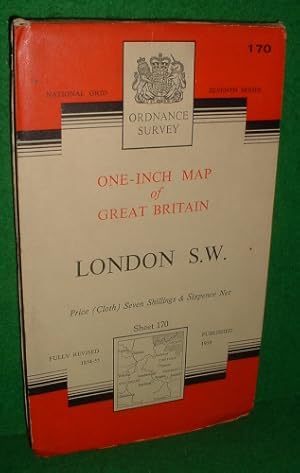 170
NATIONAL GRID
SEVENTH SERIES
ORDNANCE
SURVEY
ONE-INCH MAP
of
GREAT BRITAIN
LONDON S.W.
Price (Cloth) Seven Shillings & Sixpence Net
Sheet 170
FULLY REVISED
PUBLISHED